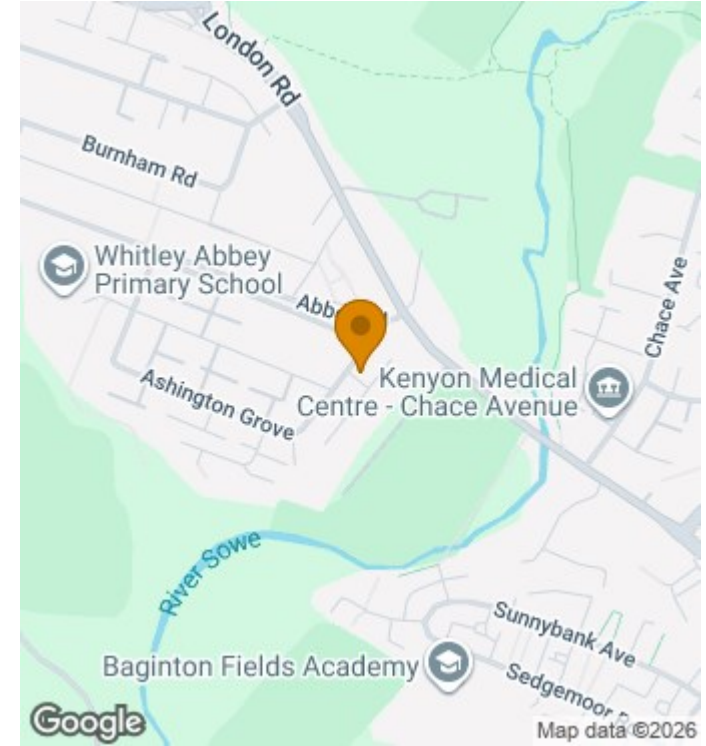 London Rd
Burnham Rd
Whitley Abbey
Primary School
Chace Ave
Kenyon Medical
Centre - Chace Avenue
Ashington Grove
River Sowe
Sunnybank Ave
Baginton Fields Academy
Sedgemoor
Google
Map data ©2026